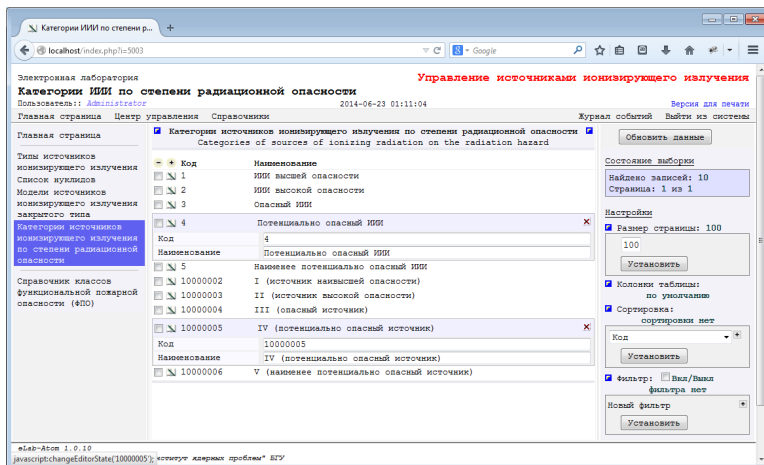 Категории ИИИ по степени р...
localhost/index.php?i=5003
Google
Электронная лаборатория
Управление источниками ионизирующего излучения
Категории ИИИ по степени радиационной опасности
Пользователь:: Administrator
2014-06-23 01:11:04
Версия для печати
Главная страница Центр управления Справочники
Журнал событий Выйти из системы
Главная страница
Типы источников
ионизирующего излучения
Список нуклидов
Модели источников
ионизирующего излучения
закрытого типа
Категории источников
ионизирующего излучения
по степени радиационной
опасности
Справочник классов
функциональной пожарной
опасности (ФПО)
Категории источников ионизирующего излучения по степени радиационной опасности
Categories of sources of ionizing radiation on the radiation hazard
Код Наименование
1 ИИИ высшей опасности
2 ИИИ высокой опасности
3 Опасный ИИИ
4 Потенциально опасный ИИИ
Код 4
Наименование Потенциально опасный ИИИ
5 Наименее потенциально опасный ИИИ
10000002 I (источник наивысшей опасности)
10000003 II (источник высокой опасности)
10000004 III (опасный источник)
10000005 IV (потенциально опасный источник)
Код 10000005
Наименование IV (потенциально опасный источник)
10000006 V (наименее потенциально опасный источник)
Обновить данные
Состояние выборки
Найдено записей: 10
Страница: 1 из 1
Настройки
Размер страницы: 100
100
Установить
Колонки таблицы:
по умолчанию
Сортировка:
сортировки нет
Код
Установить
Фильтр: Вкл/Выкл
фильтра нет
Новый фильтр
Установить
eLab-Atom 1.0.10
javascript:changeEditorState('10000005'); ядерных проблем" БГУ